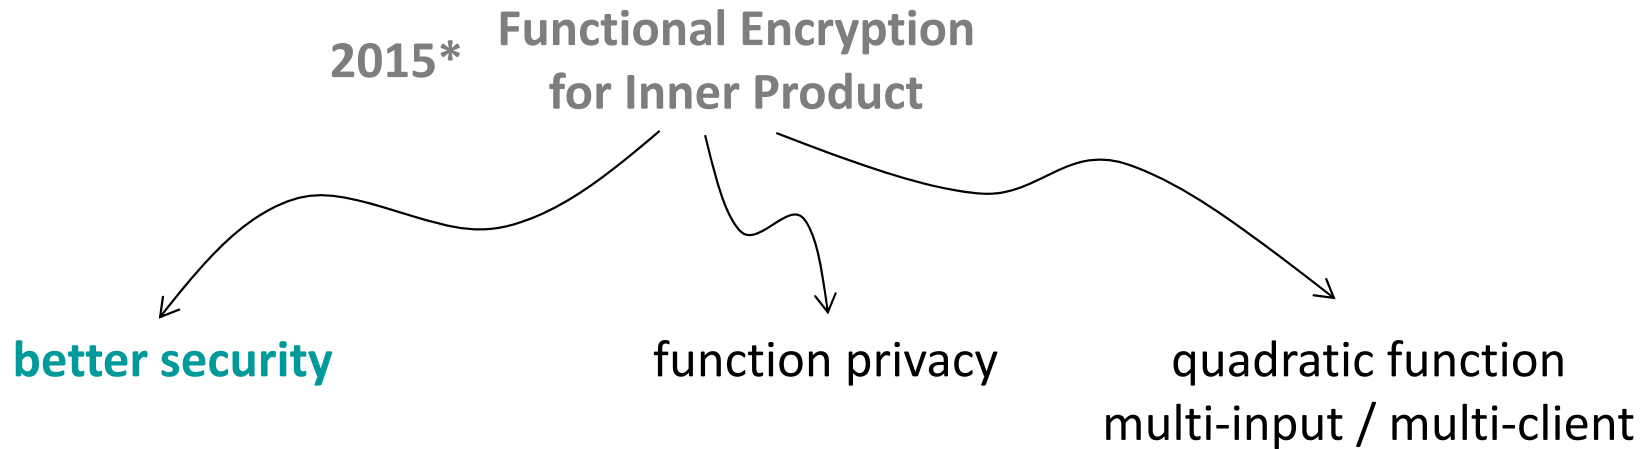 2015*
Functional Encryption
for Inner Product
better security
function privacy
quadratic function
multi-input / multi-client